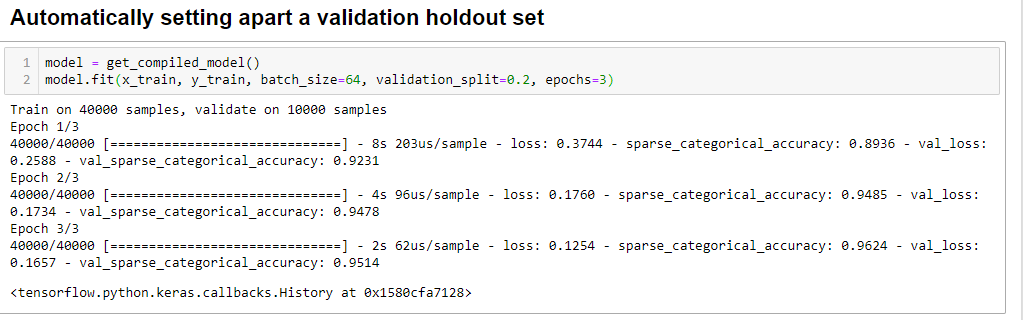 Automatically setting apart a validation holdout set
1 model = get_compiled_model()
2 model.fit(x_train, y_train, batch_size=64, validation_split=0.2, epochs=3)
Train on 40000 samples, validate on 10000 samples
Epoch 1/3
40000/40000 [==============================] - 8s 203us/sample - loss: 0.3744 - sparse_categorical_accuracy: 0.8936 - val_loss:
0.2588 - val_sparse_categorical_accuracy: 0.9231
Epoch 2/3
40000/40000 [==============================] - 4s 96us/sample - loss: 0.1760 - sparse_categorical_accuracy: 0.9485 - val_loss:
0.1734 - val_sparse_categorical_accuracy: 0.9478
Epoch 3/3
40000/40000 [==============================] - 2s 62us/sample - loss: 0.1254 - sparse_categorical_accuracy: 0.9624 - val_loss:
0.1657 - val_sparse_categorical_accuracy: 0.9514
<tensorflow.python.keras.callbacks.History at 0x1580cfa7128>